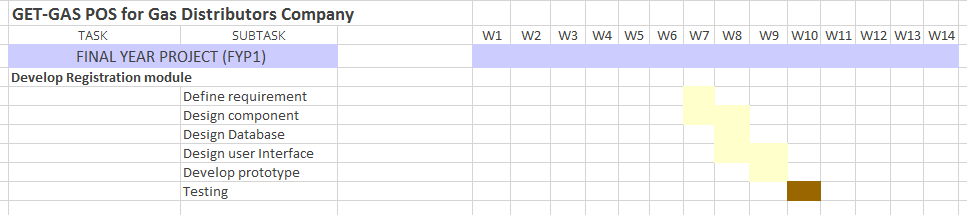 GET-GAS POS for Gas Distributors Company
TASK SUBTASK W1 W2 W3 W4 W5 W6 W7 W8 W9 W10 W11 W12 W13 W14
FINAL YEAR PROJECT (FYP1)
Develop Registration module
Define requirement
Design component
Design Database
Design user Interface
Develop prototype
Testing